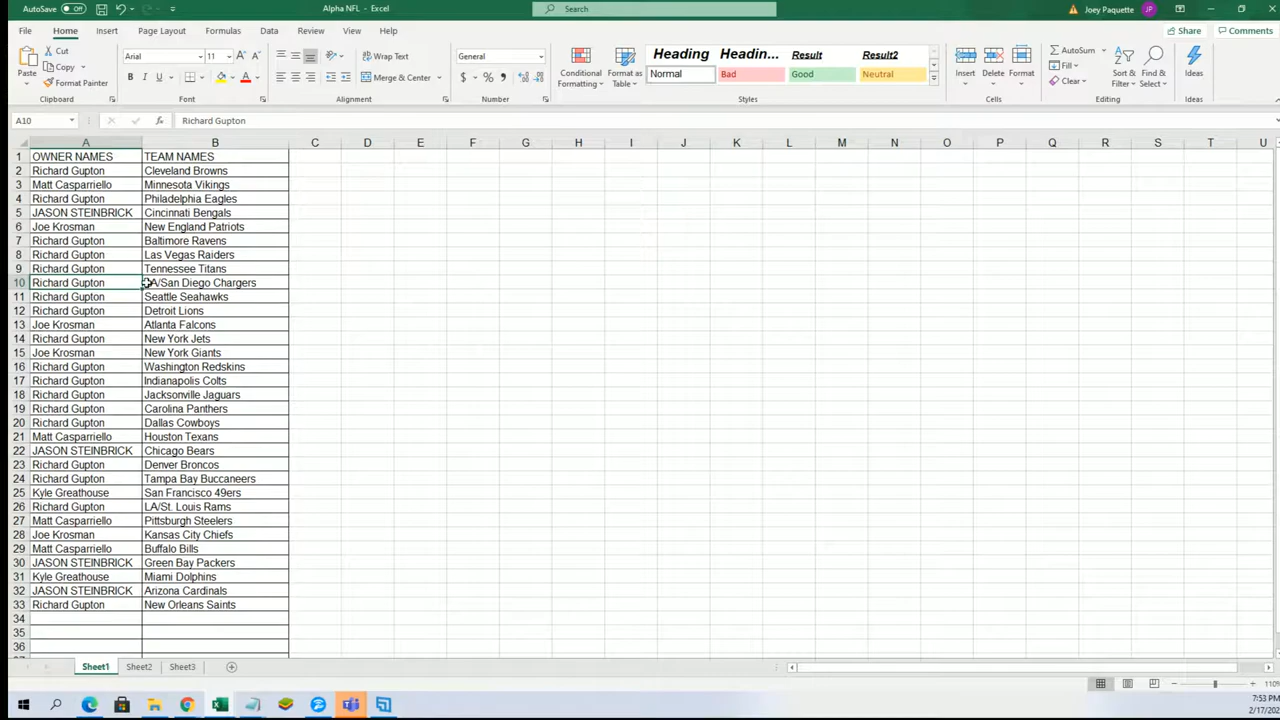 AutoSave Off Alpha NFL - Excel Search Joey Paquette JP
File Home Insert Page Layout Formulas Data Review View Help Share Comments
Paste Cut Copy Format Painter Clipboard
Arial 11 A A B I U A Font
Wrap Text Merge & Center Alignment
General $ % Number
Conditional Formatting Format as Table
Heading Headin... Result Result2
Normal Bad Good Neutral
Styles
Insert Delete Format Cells
AutoSum Fill Clear Sort & Filter Find & Select Editing
Ideas Ideas
A10 fx Richard Gupton
A B C D E F G H I J K L M N O P Q R S T U
1 OWNER NAMES TEAM NAMES
2 Richard Gupton Cleveland Browns
3 Matt Casparriello Minnesota Vikings
4 Richard Gupton Philadelphia Eagles
5 JASON STEINBRICK Cincinnati Bengals
6 Joe Krosman New England Patriots
7 Richard Gupton Baltimore Ravens
8 Richard Gupton Las Vegas Raiders
9 Richard Gupton Tennessee Titans
10 Richard Gupton LA/San Diego Chargers
11 Richard Gupton Seattle Seahawks
12 Richard Gupton Detroit Lions
13 Joe Krosman Atlanta Falcons
14 Richard Gupton New York Jets
15 Joe Krosman New York Giants
16 Richard Gupton Washington Redskins
17 Richard Gupton Indianapolis Colts
18 Richard Gupton Jacksonville Jaguars
19 Richard Gupton Carolina Panthers
20 Richard Gupton Dallas Cowboys
21 Matt Casparriello Houston Texans
22 JASON STEINBRICK Chicago Bears
23 Richard Gupton Denver Broncos
24 Richard Gupton Tampa Bay Buccaneers
25 Kyle Greathouse San Francisco 49ers
26 Richard Gupton LA/St. Louis Rams
27 Matt Casparriello Pittsburgh Steelers
28 Joe Krosman Kansas City Chiefs
29 Matt Casparriello Buffalo Bills
30 JASON STEINBRICK Green Bay Packers
31 Kyle Greathouse Miami Dolphins
32 JASON STEINBRICK Arizona Cardinals
33 Richard Gupton New Orleans Saints
34
35
36
Sheet1 Sheet2 Sheet3
110%
7:53 PM
2/17/202